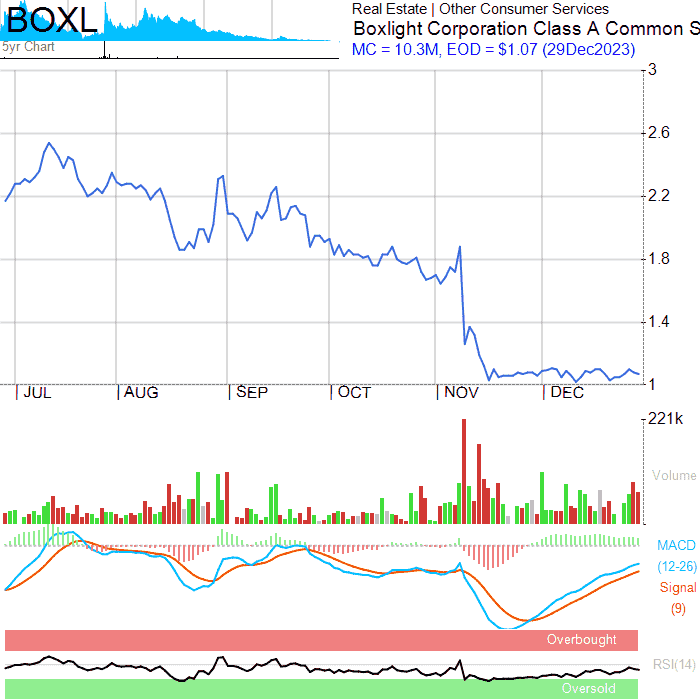 BOXL
5yr Chart
Real Estate | Other Consumer Services
Boxlight Corporation Class A Common S
MC = 10.3M, EOD = $1.07 (29Dec2023)
3
2.6
2.2
1.8
1.4
1
JUL AUG SEP OCT NOV DEC
221k
Volume
MACD
(12-26)
Signal
(9)
Overbought
RSI(14)
Oversold